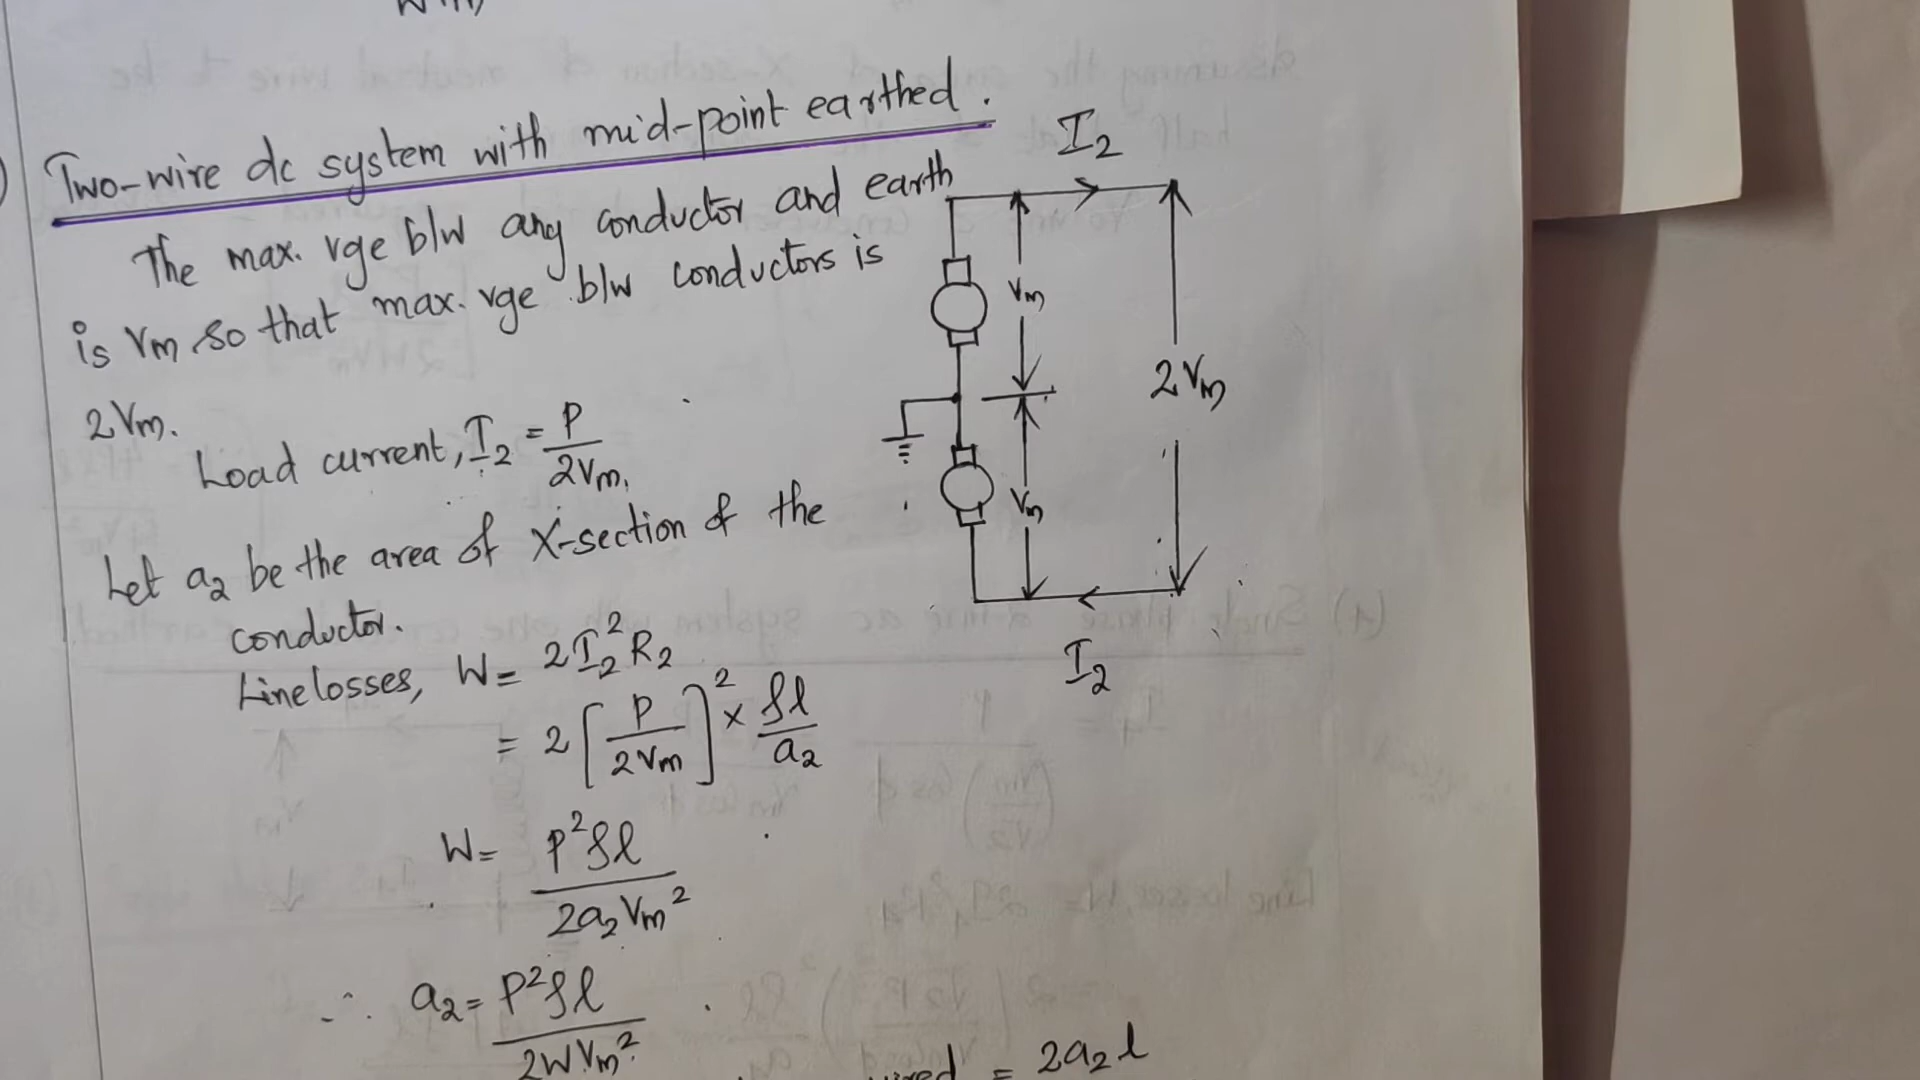 Two-wire dc system with mid-point earthed.
The max. vge b/w any conductor and earth
is Vm so that max. vge b/w conductors is
2Vm.
Load current, I₂ = P / 2Vm.
Let a₂ be the area of X-section of the
conductor.
Line losses, W = 2I₂²R₂
= 2[P / 2Vm]² × ρl / a₂
W = P²ρl / 2a₂Vm²
∴ a₂ = P²ρl / 2WVm²
= 2a₂l
I₂
Vm
2Vm
Vm
I₂